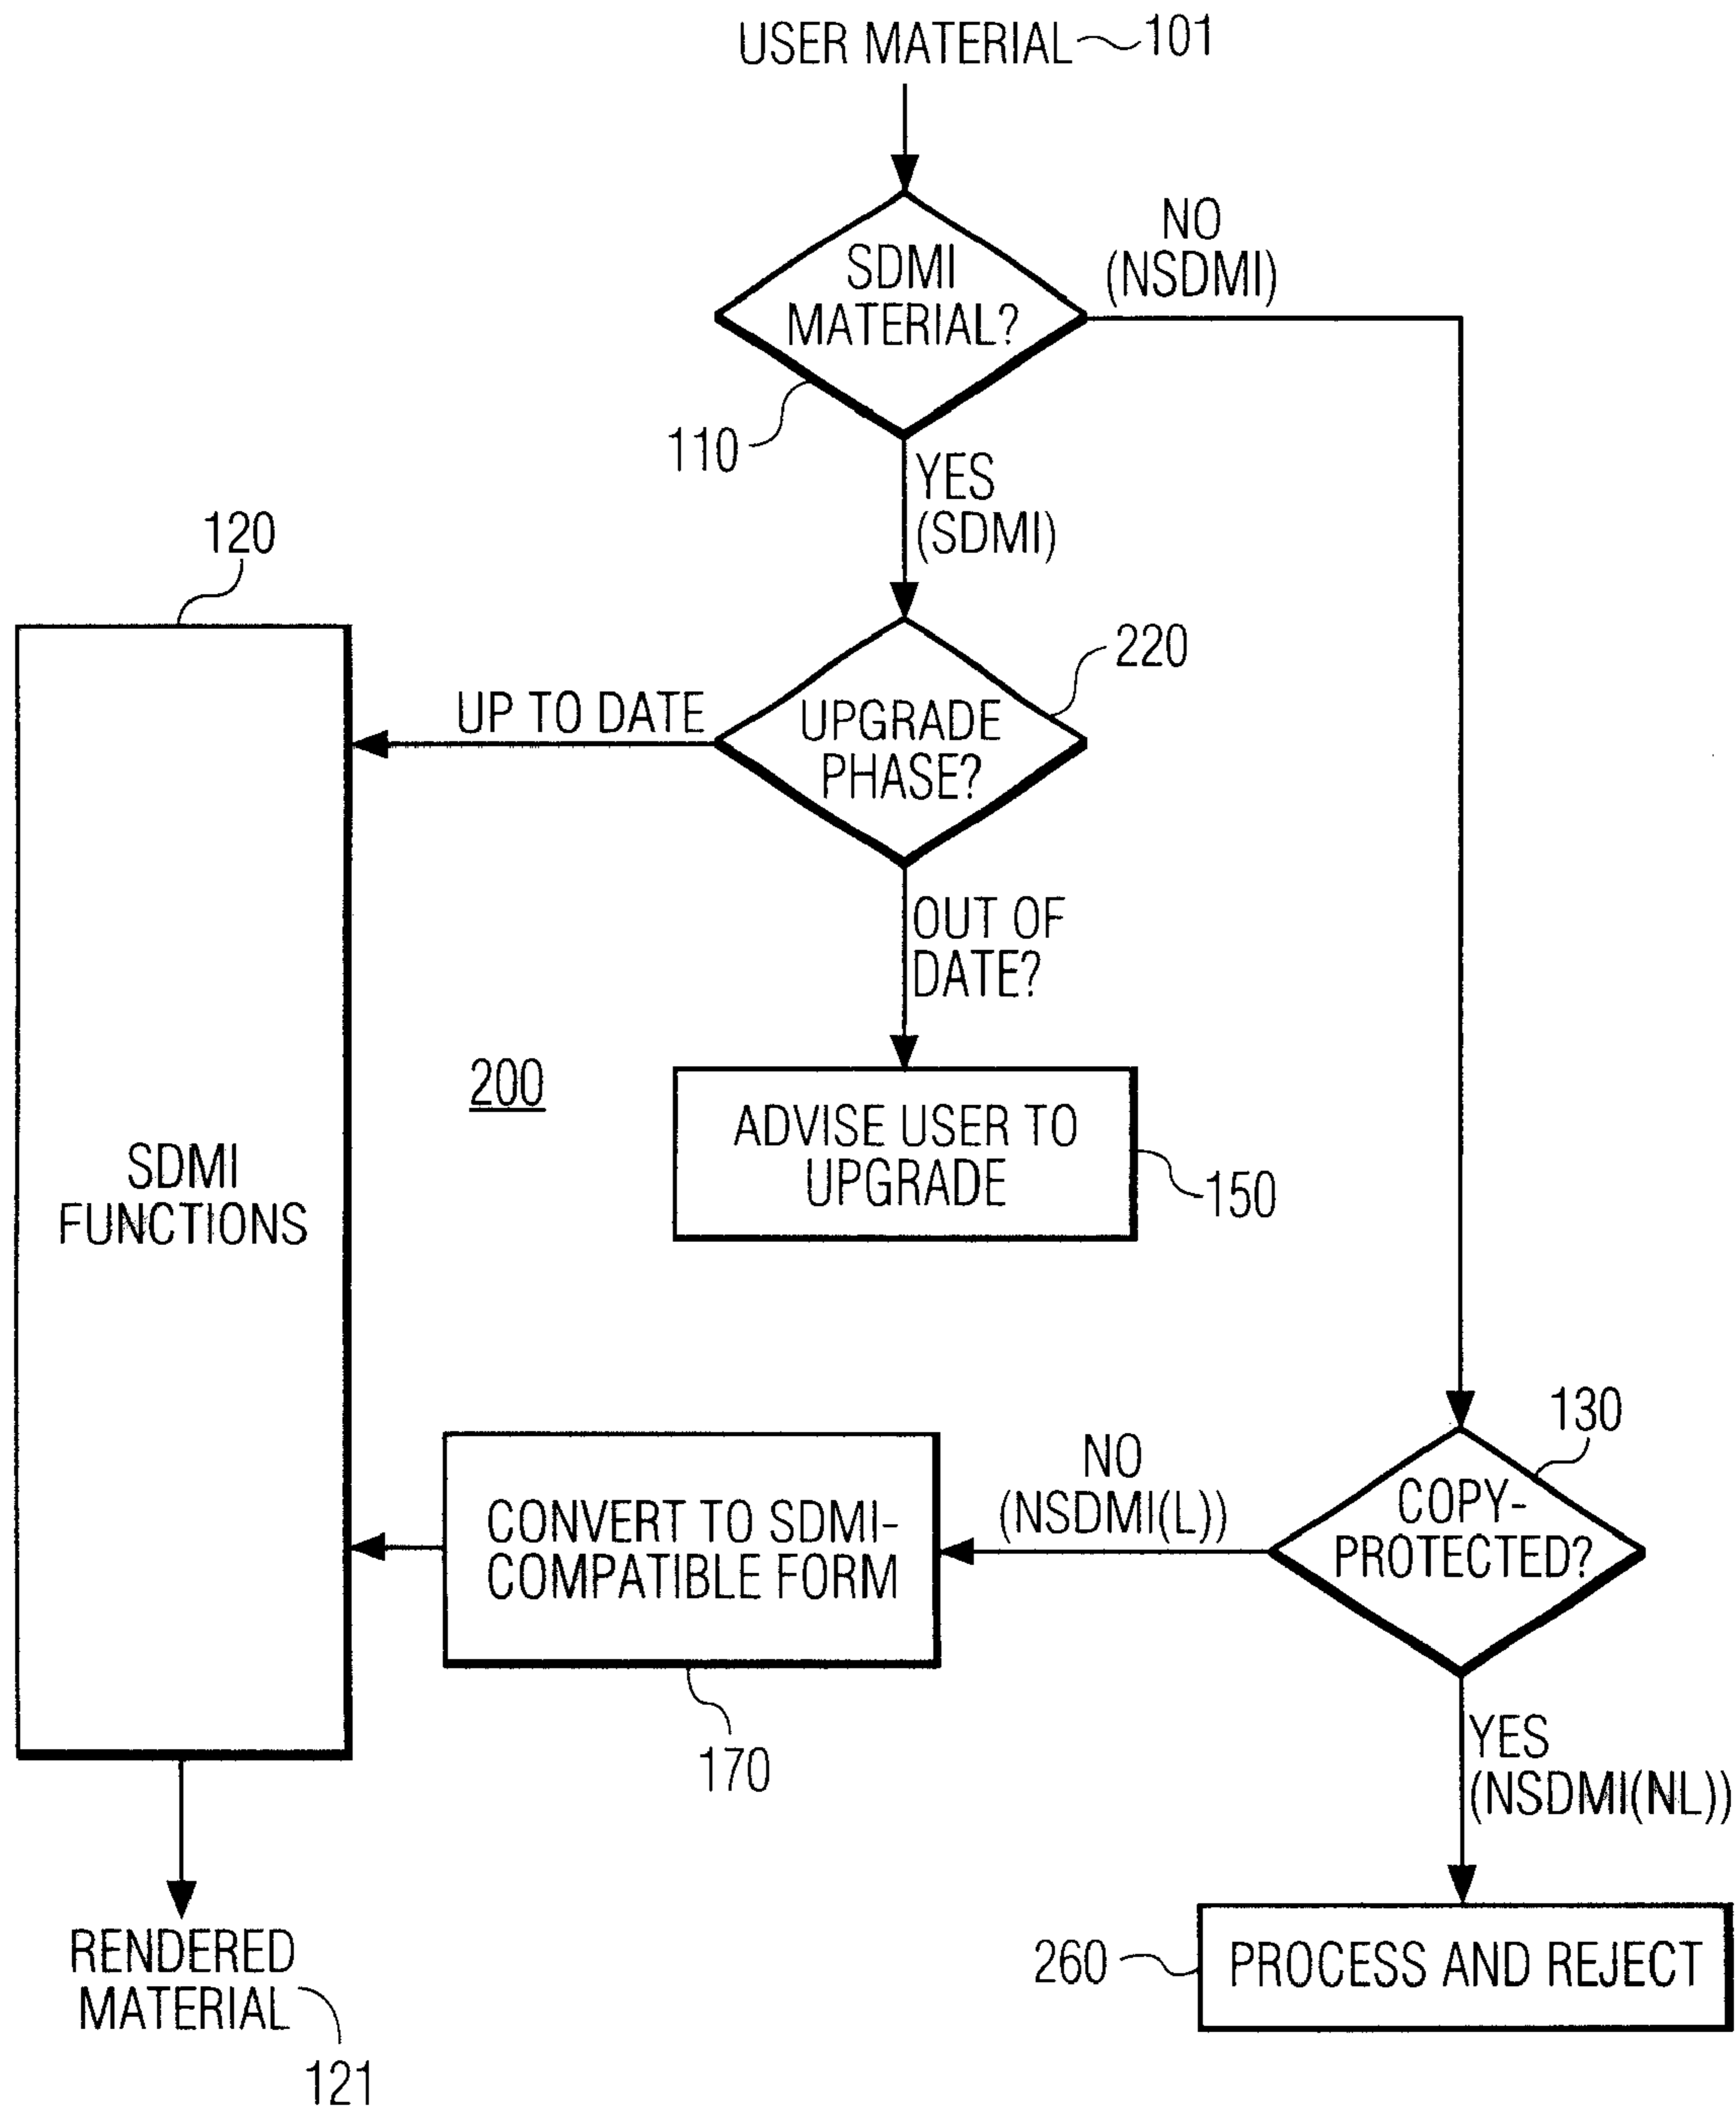 USER MATERIAL 101
SDMI
MATERIAL?
110
NO
(NSDMI)
YES
(SDMI)
120
220
UPGRADE
PHASE?
UP TO DATE
OUT OF
DATE?
200
ADVISE USER TO
UPGRADE
150
SDMI
FUNCTIONS
130
COPY-
PROTECTED?
NO
(NSDMI(L))
CONVERT TO SDMI-
COMPATIBLE FORM
170
YES
(NSDMI(NL))
260
PROCESS AND REJECT
RENDERED
MATERIAL
121